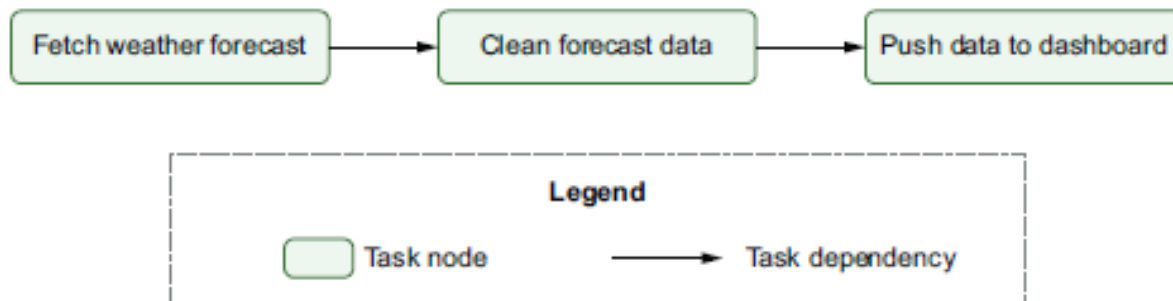 Fetch weather forecast
Clean forecast data
Push data to dashboard
Legend
Task node
Task dependency